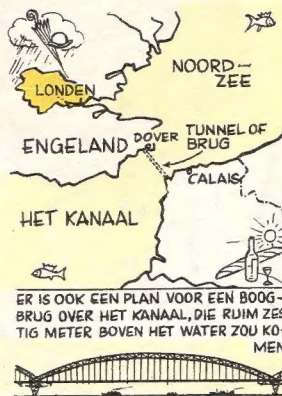 NOORD-
ZEE
LONDEN
ENGELAND
DOVER
TUNNEL OF
BRUG
CALAIS
HET KANAAL
ER IS OOK EEN PLAN VOOR EEN BOOG-
BRUG OVER HET KANAAL, DIE RUIM ZES
TIG METER BOVEN HET WATER ZOU KO-
MEN